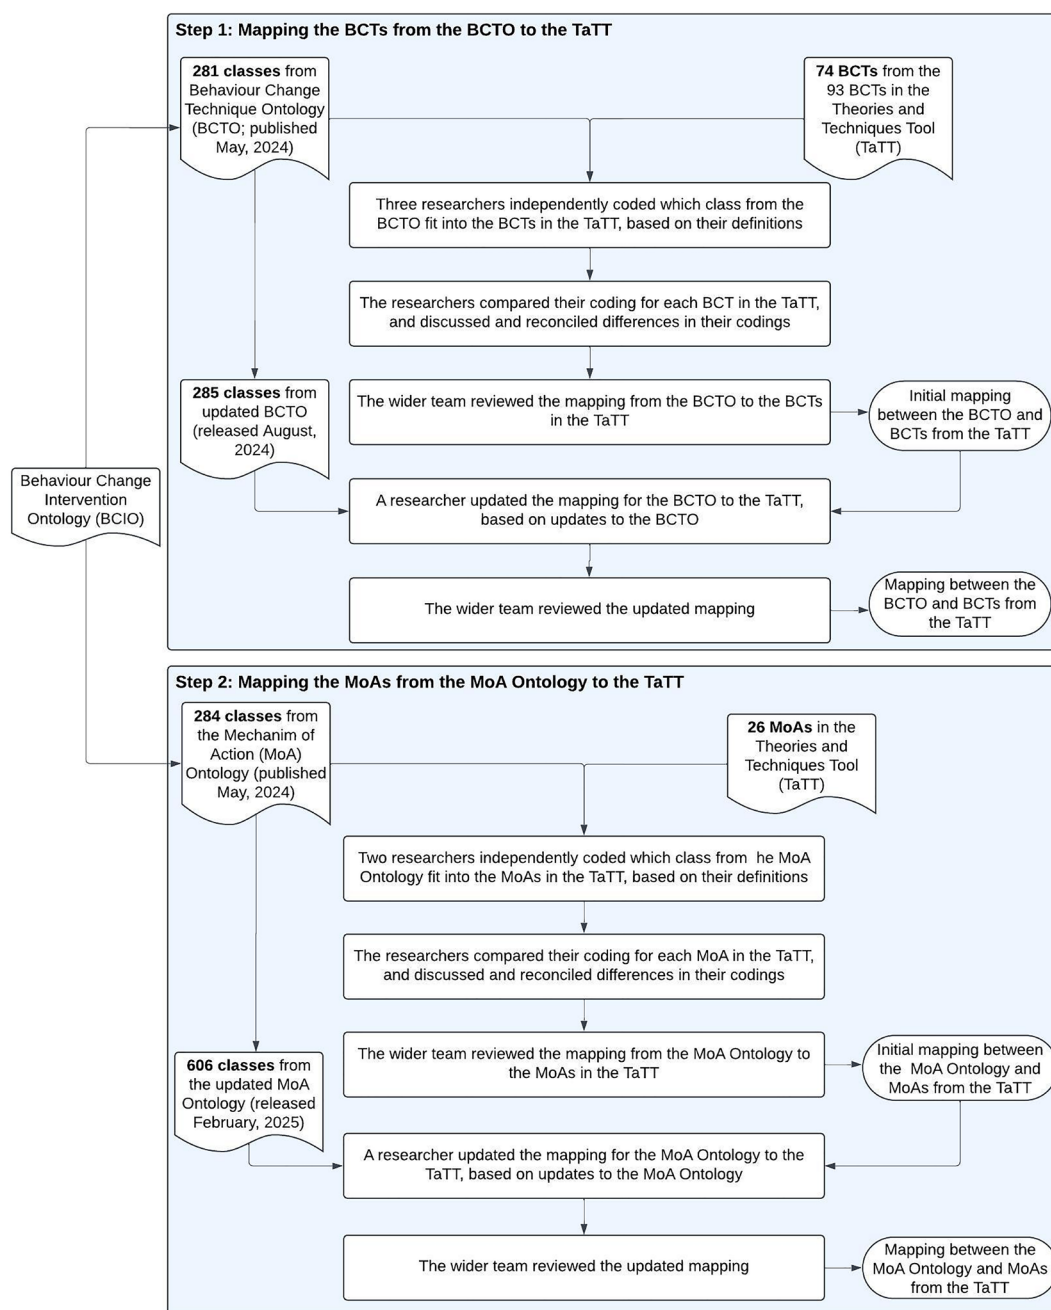 Step 1: Mapping the BCTs from the BCTO to the TaTT
281 classes from
Behaviour Change
Technique Ontology
(BCTO; published
May, 2024)
74 BCTs from the
93 BCTs in the
Theories and
Techniques Tool
(TaTT)
Three researchers independently coded which class from the
BCTO fit into the BCTs in the TaTT, based on their definitions
The researchers compared their coding for each BCT in the TaTT,
and discussed and reconciled differences in their codings
285 classes from
updated BCTO
(released August,
2024)
The wider team reviewed the mapping from the BCTO to the BCTs
in the TaTT
Initial mapping
between the BCTO and
BCTs from the TaTT
Behaviour Change
Intervention
Ontology (BCIO)
A researcher updated the mapping for the BCTO to the TaTT,
based on updates to the BCTO
The wider team reviewed the updated mapping
Mapping between the
BCTO and BCTs from
the TaTT
Step 2: Mapping the MoAs from the MoA Ontology to the TaTT
284 classes from
the Mechanim of
Action (MoA)
Ontology (published
May, 2024)
26 MoAs in the
Theories and
Techniques Tool
(TaTT)
Two researchers independently coded which class from  he MoA
Ontology fit into the MoAs in the TaTT, based on their definitions
The researchers compared their coding for each MoA in the TaTT,
and discussed and reconciled differences in their codings
606 classes from
the updated MoA
Ontology (released
February, 2025)
The wider team reviewed the mapping from the MoA Ontology to
the MoAs in the TaTT
Initial mapping between
the  MoA Ontology and
MoAs from the TaTT
A researcher updated the mapping for the MoA Ontology to the
TaTT, based on updates to the MoA Ontology
The wider team reviewed the updated mapping
Mapping between the
MoA Ontology and MoAs
from the TaTT